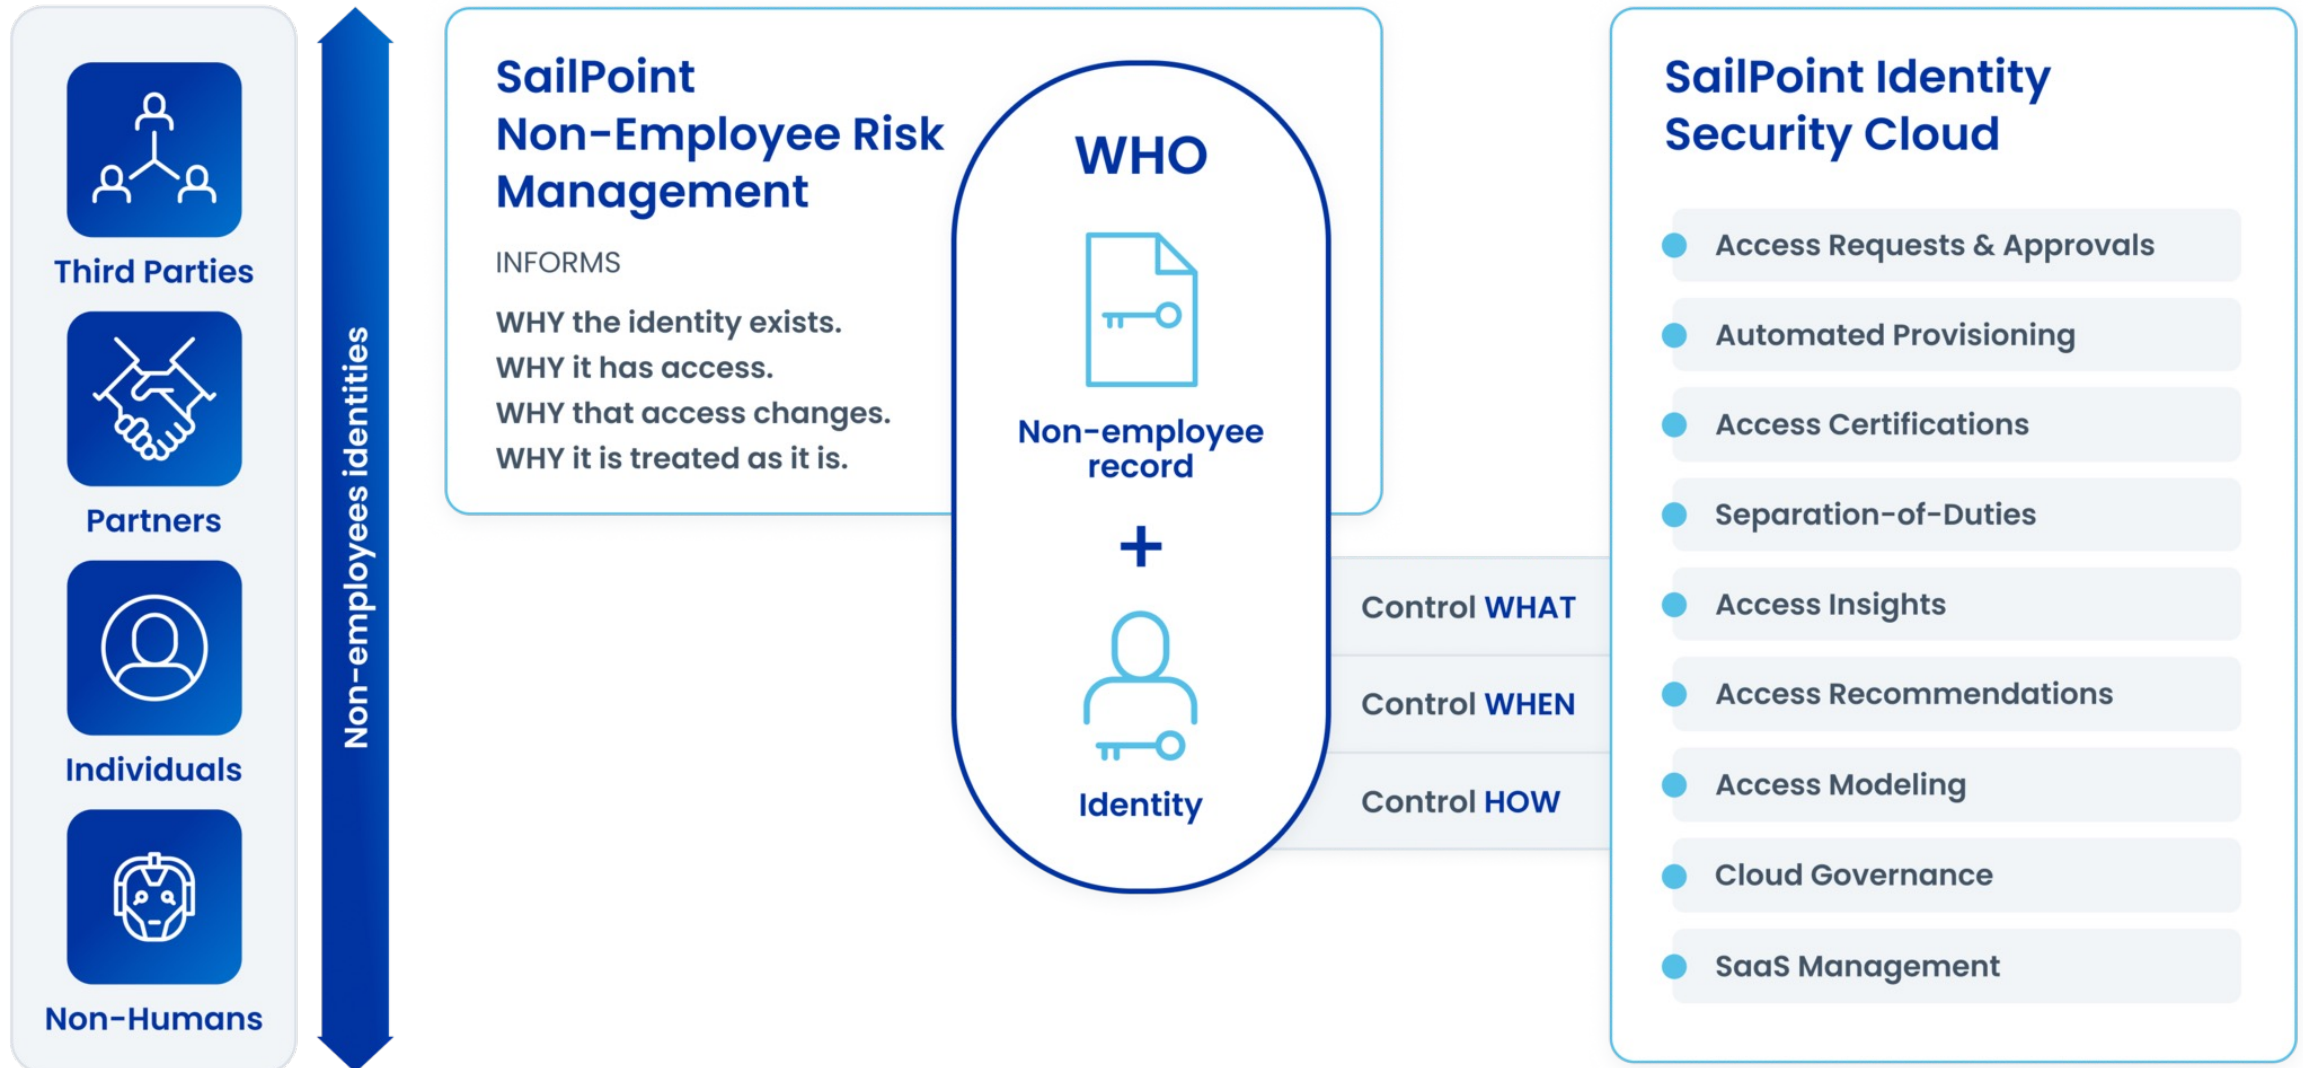 Third Parties
Partners
Individuals
Non-Humans
Non-employees identities
SailPoint
Non-Employee Risk
Management
INFORMS
WHY the identity exists.
WHY it has access.
WHY that access changes.
WHY it is treated as it is.
WHO
Non-employee
record
+
Identity
Control WHAT
Control WHEN
Control HOW
SailPoint Identity
Security Cloud
Access Requests & Approvals
Automated Provisioning
Access Certifications
Separation-of-Duties
Access Insights
Access Recommendations
Access Modeling
Cloud Governance
SaaS Management